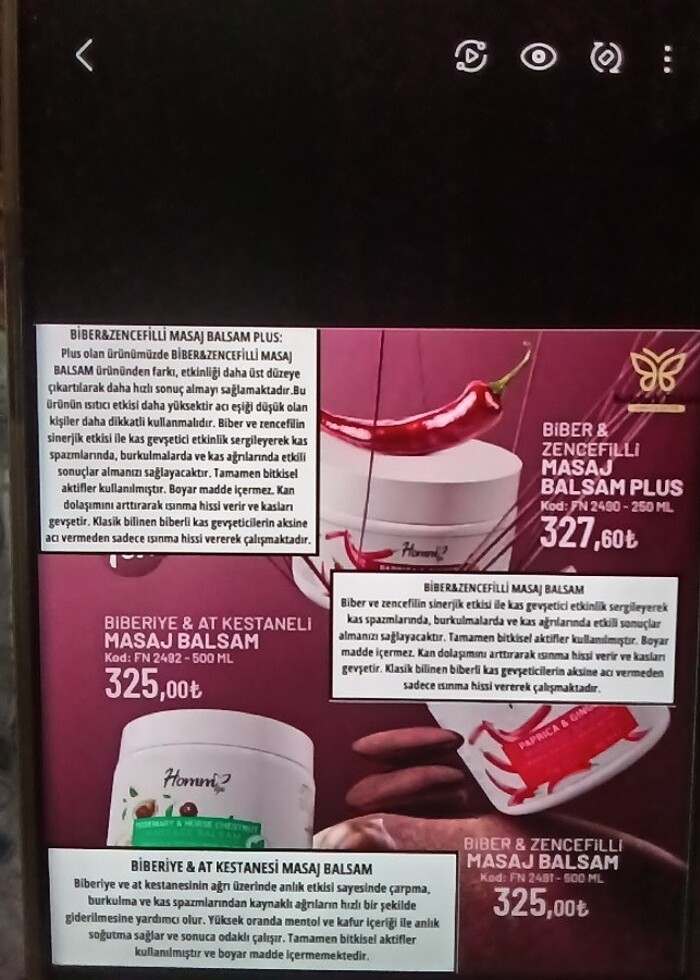 BİBER&ZENCEFİLLİ MASAJ BALSAM PLUS:
Plus olan ürünümüzde BİBER&ZENCEFİLLİ MASAJ
BALSAM ürününden farkı, etkinliği daha üst düzeye
çıkartılarak daha hızlı sonuç almayı sağlamaktadır.Bu
ürünün ısıtıcı etkisi daha yüksektir acı eşiği düşük olan
kişiler daha dikkatli kullanmalıdır. Biber ve zencefilin
sinerjik etkisi ile kas gevşetici etkinlik sergileyerek kas
spazmlarında, burkulmalarda ve kas ağrılarında etkili
sonuçlar almanızı sağlayacaktır. Tamamen bitkisel
aktifler kullanılmıştır. Boyar madde içermez. Kan
dolaşımını arttırarak ısınma hissi verir ve kasları
gevşetir. Klasik bilinen biberli kas gevşeticilerin aksine
acı vermeden sadece ısınma hissi vererek çalışmaktadır.
BİBER &
ZENCEFİLLİ
MASAJ
BALSAM PLUS
Kod: FN 2490 - 250 ML
327,60₺
Hommlife
BİBER&ZENCEFİLLİ MASAJ BALSAM
Biber ve zencefilin sinerjik etkisi ile kas gevşetici etkinlik sergileyerek
kas spazmlarında, burkulmalarda ve kas ağrılarında etkili sonuçlar
almanızı sağlayacaktır. Tamamen bitkisel aktifler kullanılmıştır. Boyar
madde içermez. Kan dolaşımını arttırarak ısınma hissi verir ve kasları
gevşetir. Klasik bilinen biberli kas gevşeticilerin aksine acı vermeden
sadece ısınma hissi vererek çalışmaktadır.
BİBERİYE & AT KESTANELİ
MASAJ BALSAM
Kod: FN 2492 - 500 ML
325,00₺
Hommlife
ROSEMARY & HORSE CHESTNUT
PAPRICA &
BİBERİYE & AT KESTANESİ MASAJ BALSAM
Biberiye ve at kestanesinin ağrı üzerinde anlık etkisi sayesinde çarpma,
burkulma ve kas spazmlarından kaynaklı ağrıların hızlı bir şekilde
giderilmesine yardımcı olur. Yüksek oranda mentol ve kafur içeriği ile anlık
soğutma sağlar ve sonuca odaklı çalışır. Tamamen bitkisel aktifler
kullanılmıştır ve boyar madde içermemektedir.
BİBER & ZENCEFİLLİ
MASAJ BALSAM
Kod: FN 2491 - 500 ML
325,00₺